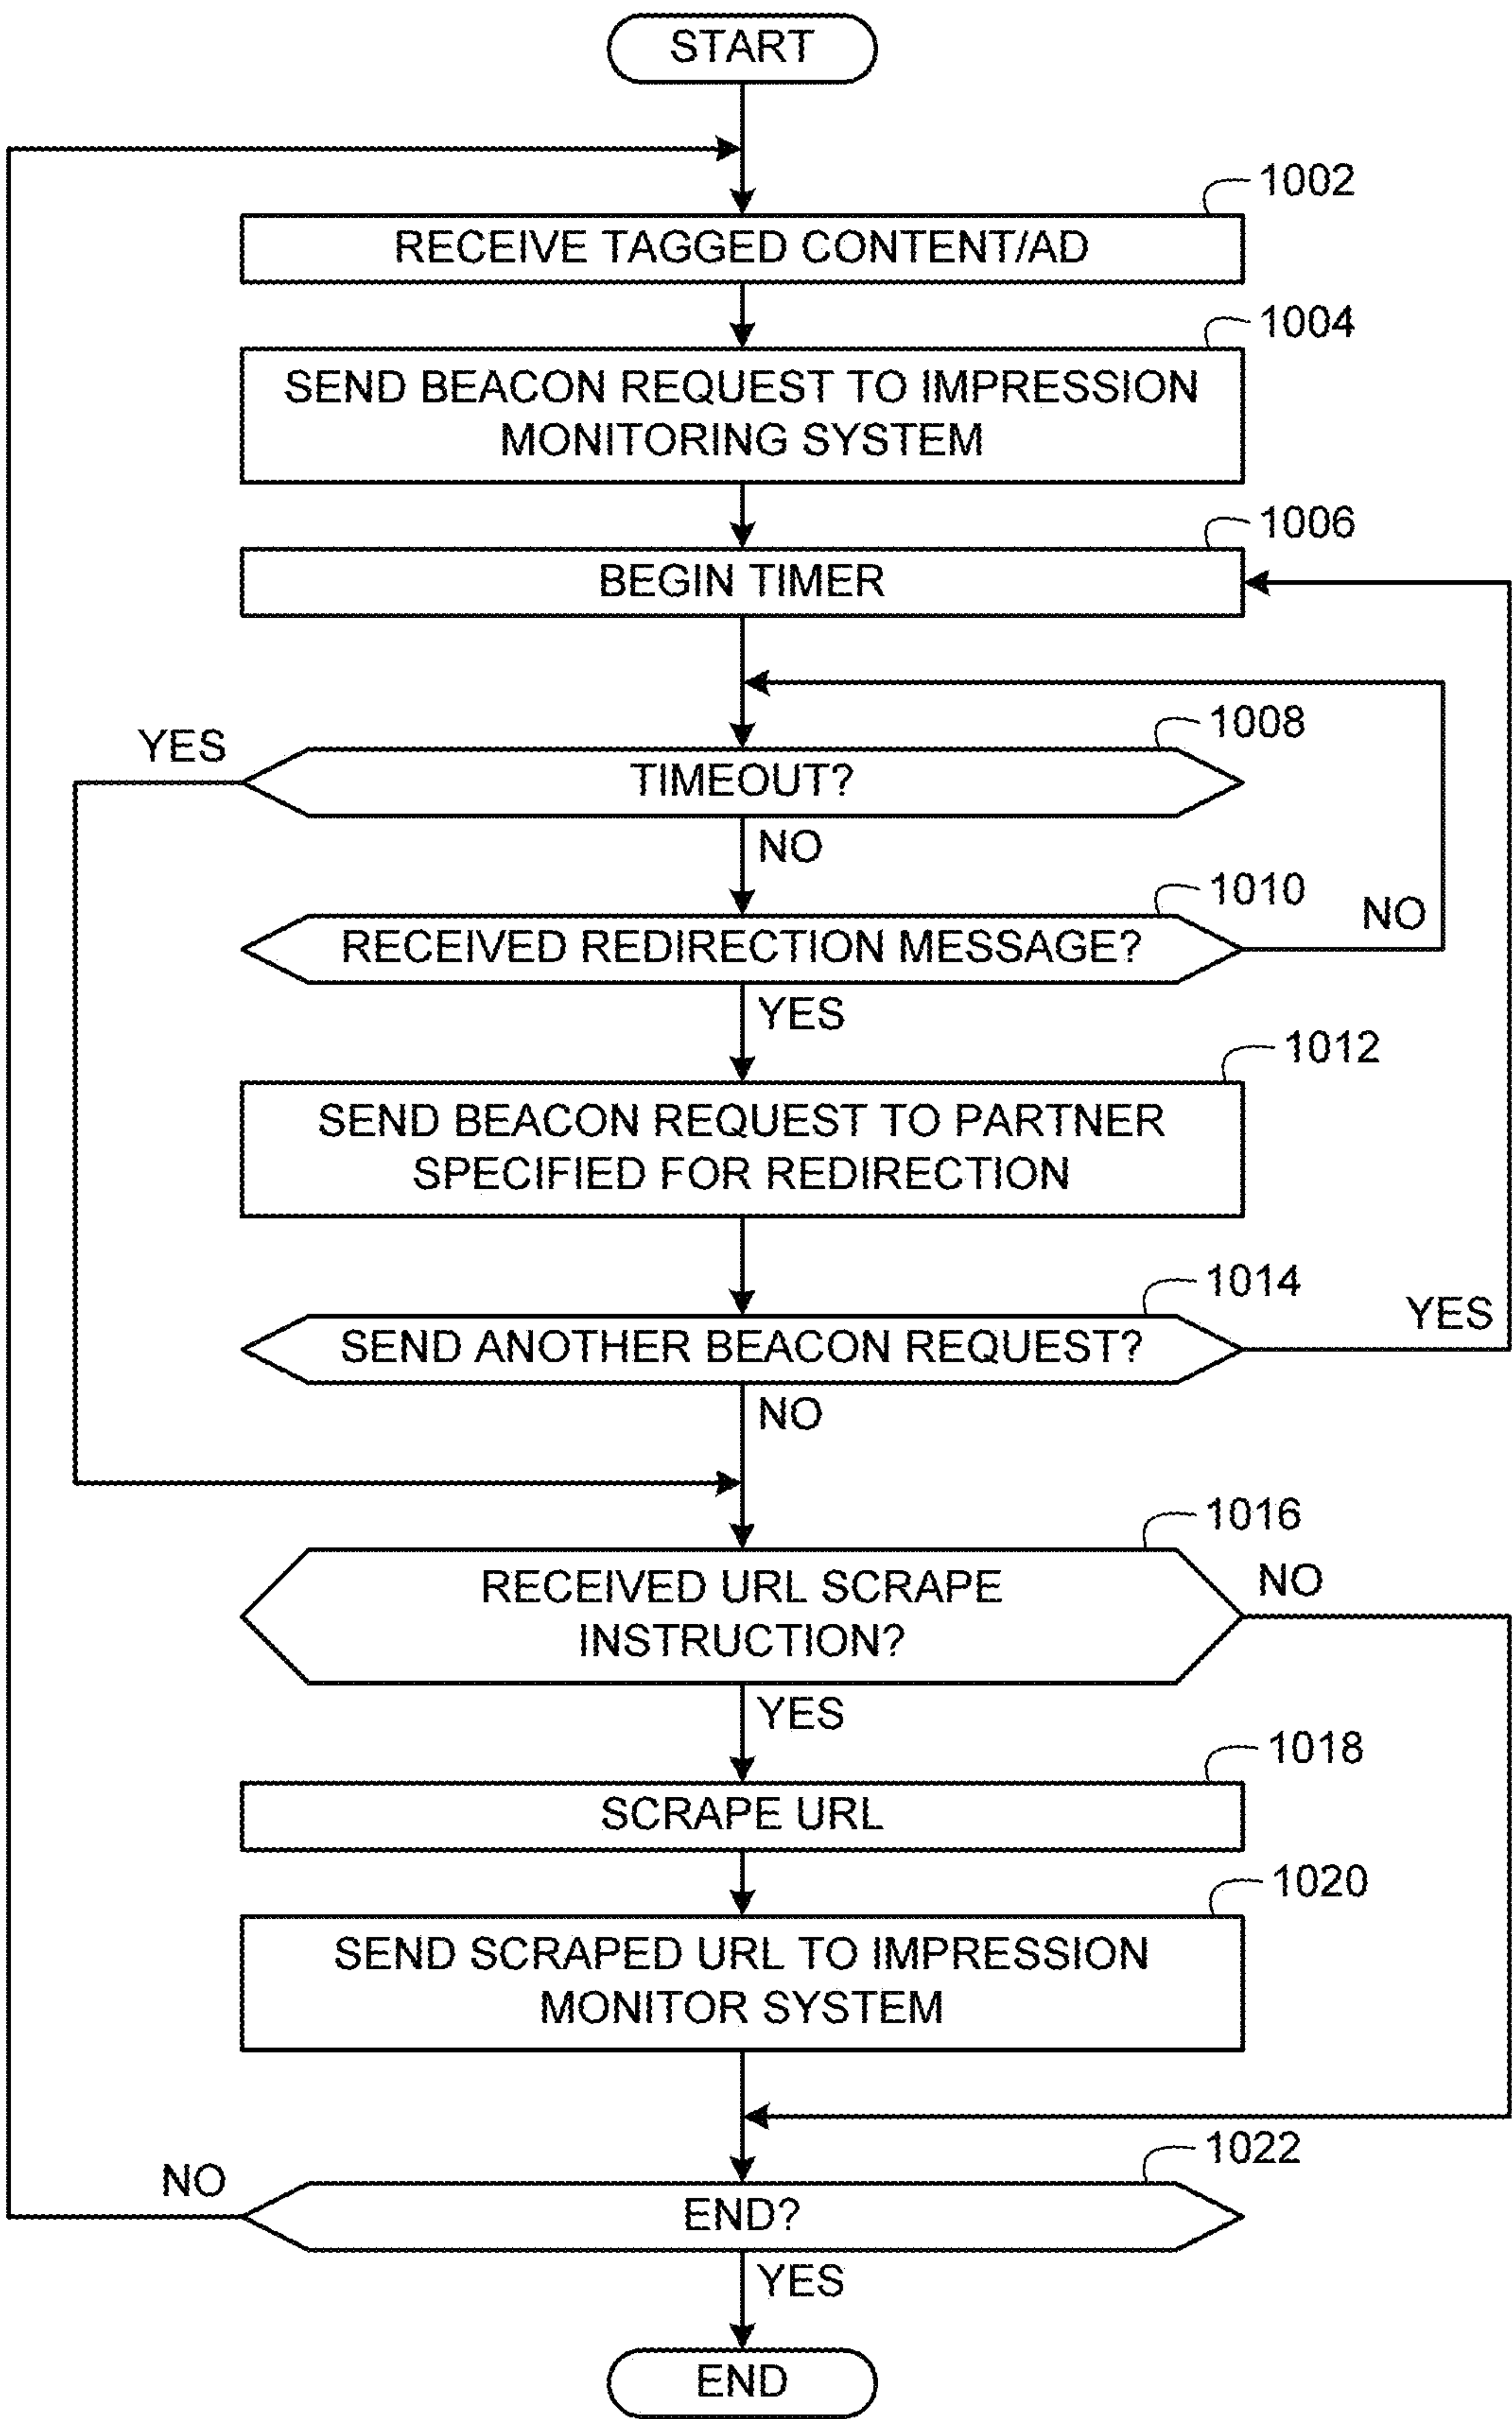 START
1002
RECEIVE TAGGED CONTENT/AD
1004
SEND BEACON REQUEST TO IMPRESSION
MONITORING SYSTEM
1006
BEGIN TIMER
1008
YES
TIMEOUT?
NO
1010
RECEIVED REDIRECTION MESSAGE?
NO
YES
1012
SEND BEACON REQUEST TO PARTNER
SPECIFIED FOR REDIRECTION
1014
SEND ANOTHER BEACON REQUEST?
YES
NO
1016
RECEIVED URL SCRAPE
INSTRUCTION?
NO
YES
1018
SCRAPE URL
1020
SEND SCRAPED URL TO IMPRESSION
MONITOR SYSTEM
1022
NO
END?
YES
END